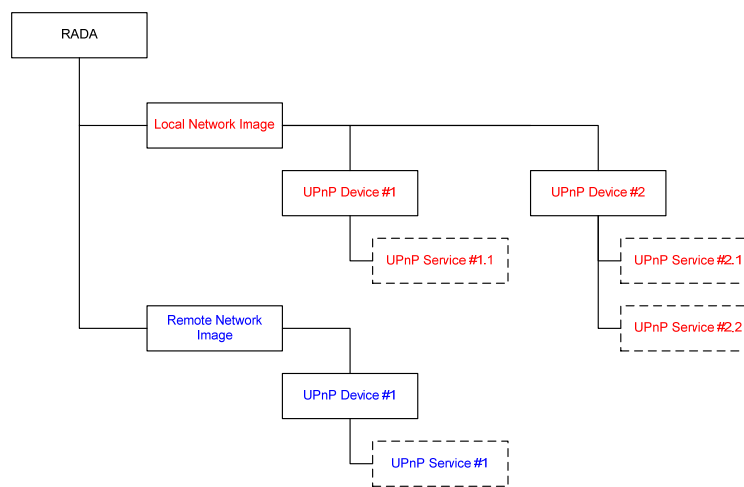 RADA
Local Network Image
UPnP Device #1
UPnP Device #2
UPnP Service #1.1
UPnP Service #2.1
UPnP Service #2.2
Remote Network
Image
UPnP Device #1
UPnP Service #1